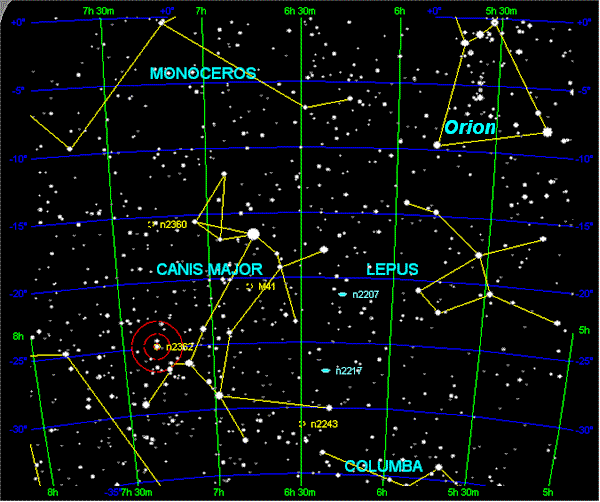 7h 30m +0° 7h 6h 30m +0° 5h 30m
+0° +0°
MONOCEROS
-5° -5°
Orion
-10° -10°
-15° n2360 -15°
CANIS MAJOR LEPUS
M41
-20° n2207 -20°
8h 5h
n2362
-25° -25°
n2217
n2243
-30° -30°
COLUMBA
8h -35° 7h 30m 7h 6h 30m 6h 5h 30m 5h